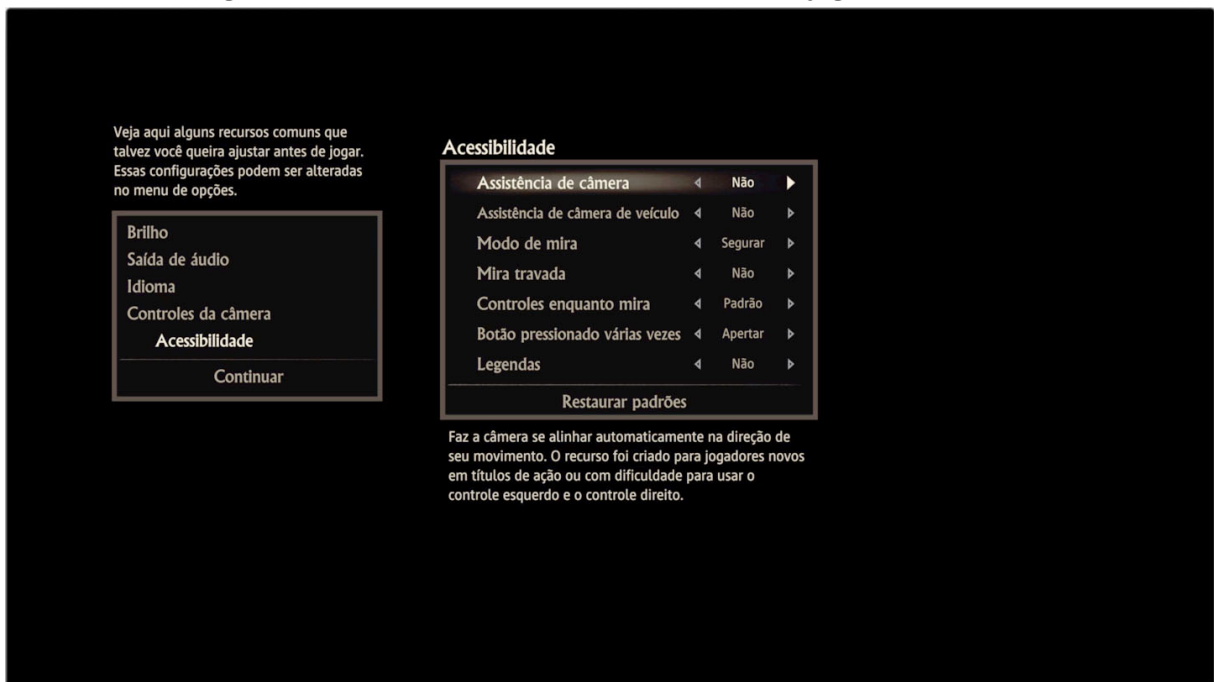 Veja aqui alguns recursos comuns que
talvez você queira ajustar antes de jogar.
Essas configurações podem ser alteradas
no menu de opções.
Brilho
Saída de áudio
Idioma
Controles da câmera
Acessibilidade
Continuar
Acessibilidade
Assistência de câmera Não
Assistência de câmera de veículo Não
Modo de mira Segurar
Mira travada Não
Controles enquanto mira Padrão
Botão pressionado várias vezes Apertar
Legendas Não
Restaurar padrões
Faz a câmera se alinhar automaticamente na direção de
seu movimento. O recurso foi criado para jogadores novos
em títulos de ação ou com dificuldade para usar o
controle esquerdo e o controle direito.